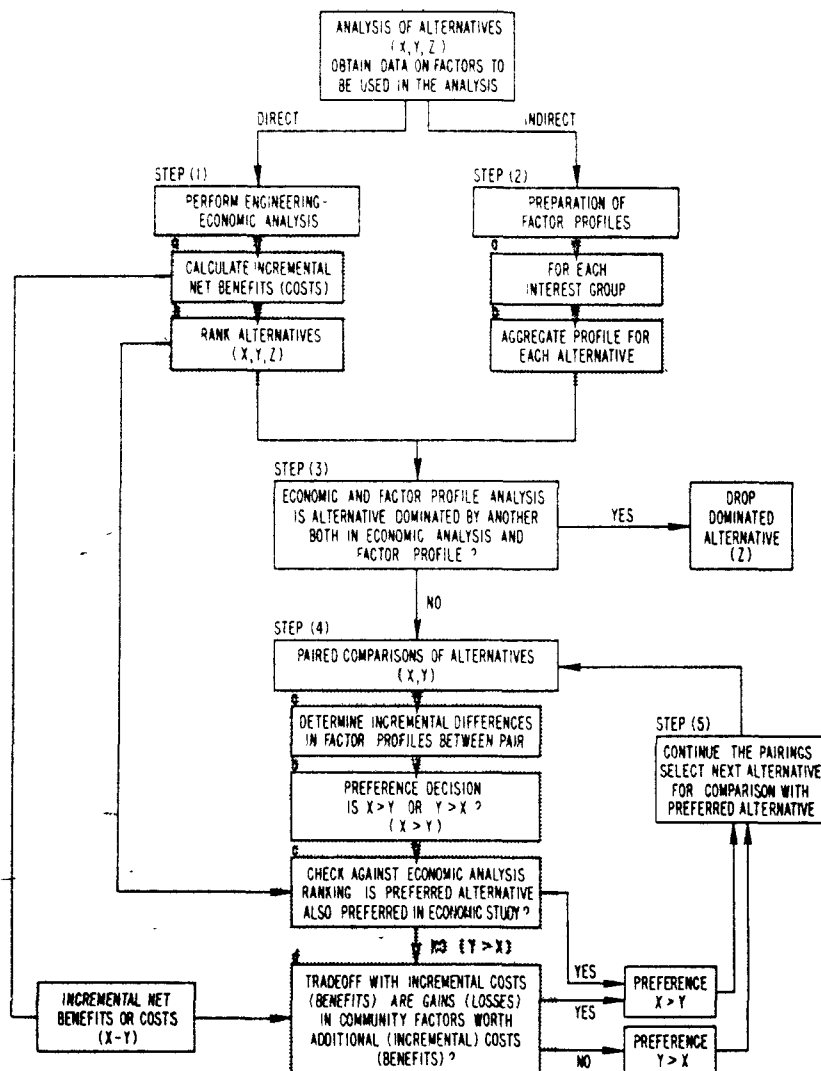 ANALYSIS OF ALTERNATIVES
(X,Y,Z)
OBTAIN DATA ON FACTORS TO
BE USED IN THE ANALYSIS
DIRECT
INDIRECT
STEP (1)
PERFORM ENGINEERING-
ECONOMIC ANALYSIS
a
CALCULATE INCREMENTAL
NET BENEFITS (COSTS)
b
RANK ALTERNATIVES
(X,Y,Z)
STEP (2)
PREPARATION OF
FACTOR PROFILES
a
FOR EACH
INTEREST GROUP
b
AGGREGATE PROFILE FOR
EACH ALTERNATIVE
STEP (3)
ECONOMIC AND FACTOR PROFILE ANALYSIS
IS ALTERNATIVE DOMINATED BY ANOTHER
BOTH IN ECONOMIC ANALYSIS AND
FACTOR PROFILE ?
YES
DROP
DOMINATED
ALTERNATIVE
(Z)
NO
STEP (4)
PAIRED COMPARISONS OF ALTERNATIVES
(X,Y)
a
DETERMINE INCREMENTAL DIFFERENCES
IN FACTOR PROFILES BETWEEN PAIR
b
PREFERENCE DECISION
IS X>Y OR Y>X ?
(X>Y)
c
CHECK AGAINST ECONOMIC ANALYSIS
RANKING IS PREFERRED ALTERNATIVE
ALSO PREFERRED IN ECONOMIC STUDY ?
NO (Y>X)
d
TRADEOFF WITH INCREMENTAL COSTS
(BENEFITS) ARE GAINS (LOSSES)
IN COMMUNITY FACTORS WORTH
ADDITIONAL (INCREMENTAL) COSTS
(BENEFITS) ?
INCREMENTAL NET
BENEFITS OR COSTS
(X-Y)
YES
YES
NO
PREFERENCE
X>Y
PREFERENCE
Y>X
STEP (5)
CONTINUE THE PAIRINGS
SELECT NEXT ALTERNATIVE
FOR COMPARISON WITH
PREFERRED ALTERNATIVE